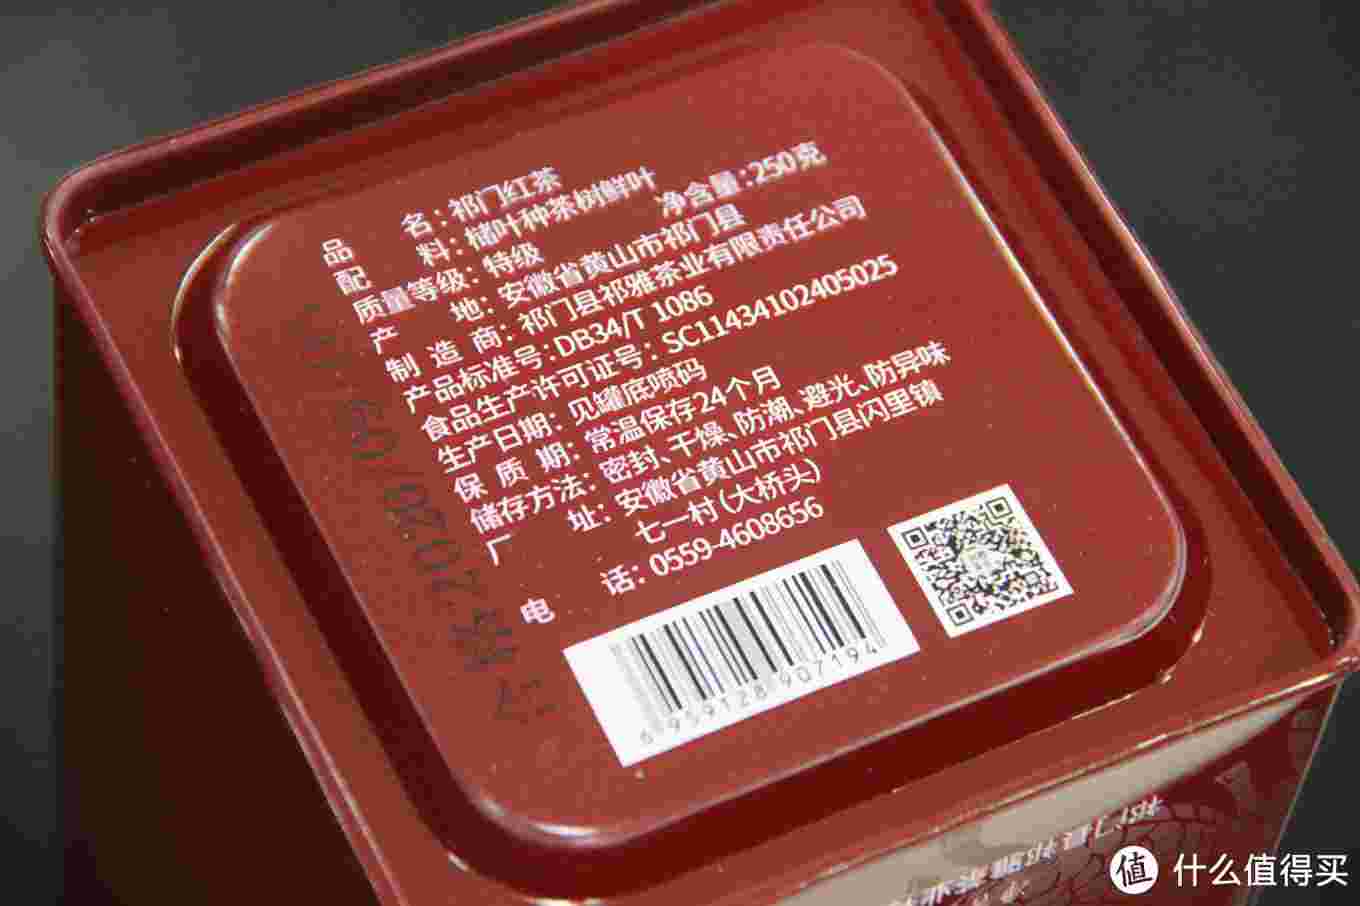 品名：祁门红茶
配料：槠叶种茶树鲜叶
质量等级：特级 净含量：250克
产地：安徽省黄山市祁门县
制造商：祁门县祁雅茶业有限责任公司
产品标准号：DB34/T 1086
食品生产许可证号：SC11434102405025
生产日期：见罐底喷码
保质期：常温保存24个月
储存方法：密封、干燥、防潮、避光、防异味
厂址：安徽省黄山市祁门县闪里镇
七一村（大桥头）
电话：0559-4608656
6 959128 907194
值 什么值得买